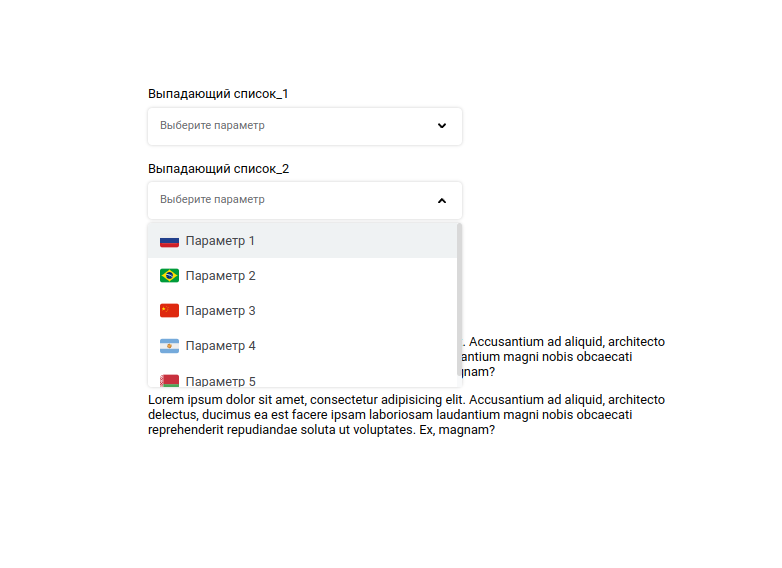 Выпадающий список_1
Выберите параметр
Выпадающий список_2
Выберите параметр
Параметр 1
Параметр 2
Параметр 3
Параметр 4
Параметр 5
. Accusantium ad aliquid, architecto
antium magni nobis obcaecati
gnam?
Lorem ipsum dolor sit amet, consectetur adipisicing elit. Accusantium ad aliquid, architecto
delectus, ducimus ea est facere ipsam laboriosam laudantium magni nobis obcaecati
reprehenderit repudiandae soluta ut voluptates. Ex, magnam?